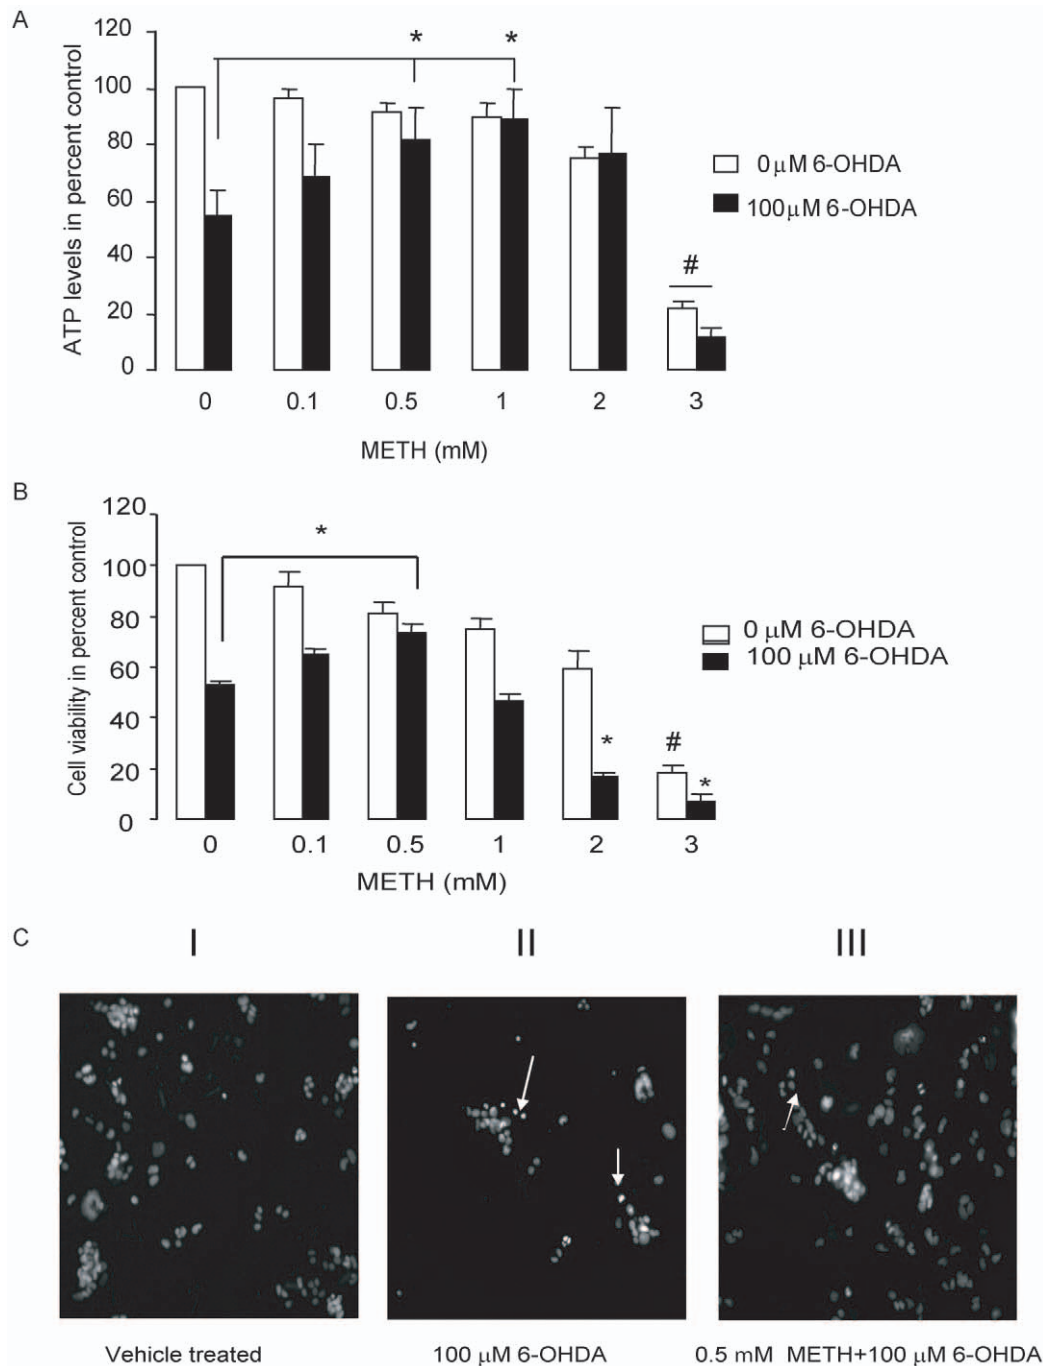 A
120
100
80
60
40
20
0
ATP levels in percent control
* *
#
0 μM 6-OHDA
100 μM 6-OHDA
0 0.1 0.5 1 2 3
METH (mM)
B
120
100
80
60
40
20
0
Cell viability in percent control
*
* # *
0 μM 6-OHDA
100 μM 6-OHDA
0 0.1 0.5 1 2 3
METH (mM)
C
I II III
Vehicle treated 100 μM 6-OHDA 0.5 mM METH+100 μM 6-OHDA